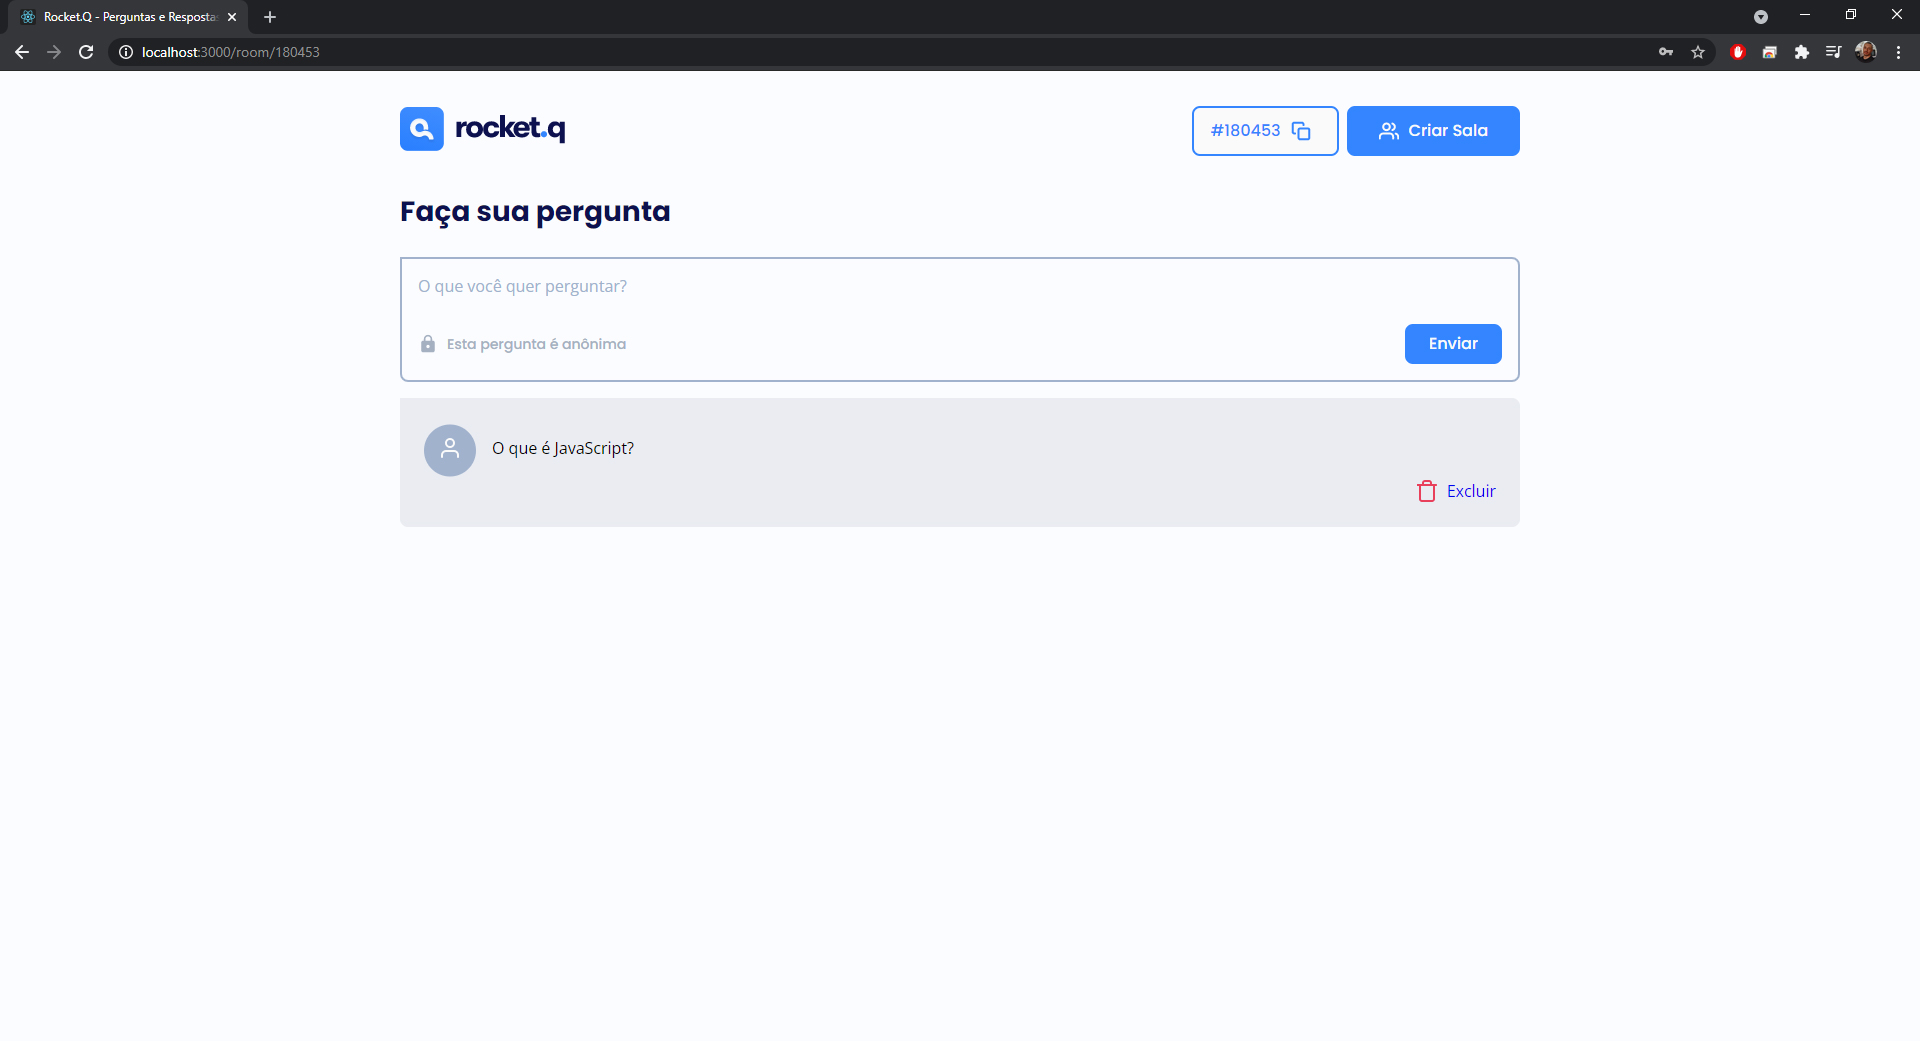 Rocket.Q - Perguntas e Respostas
localhost:3000/room/180453
rocket.q
#180453
Criar Sala
Faça sua pergunta
O que você quer perguntar?
Esta pergunta é anônima
Enviar
O que é JavaScript?
Excluir